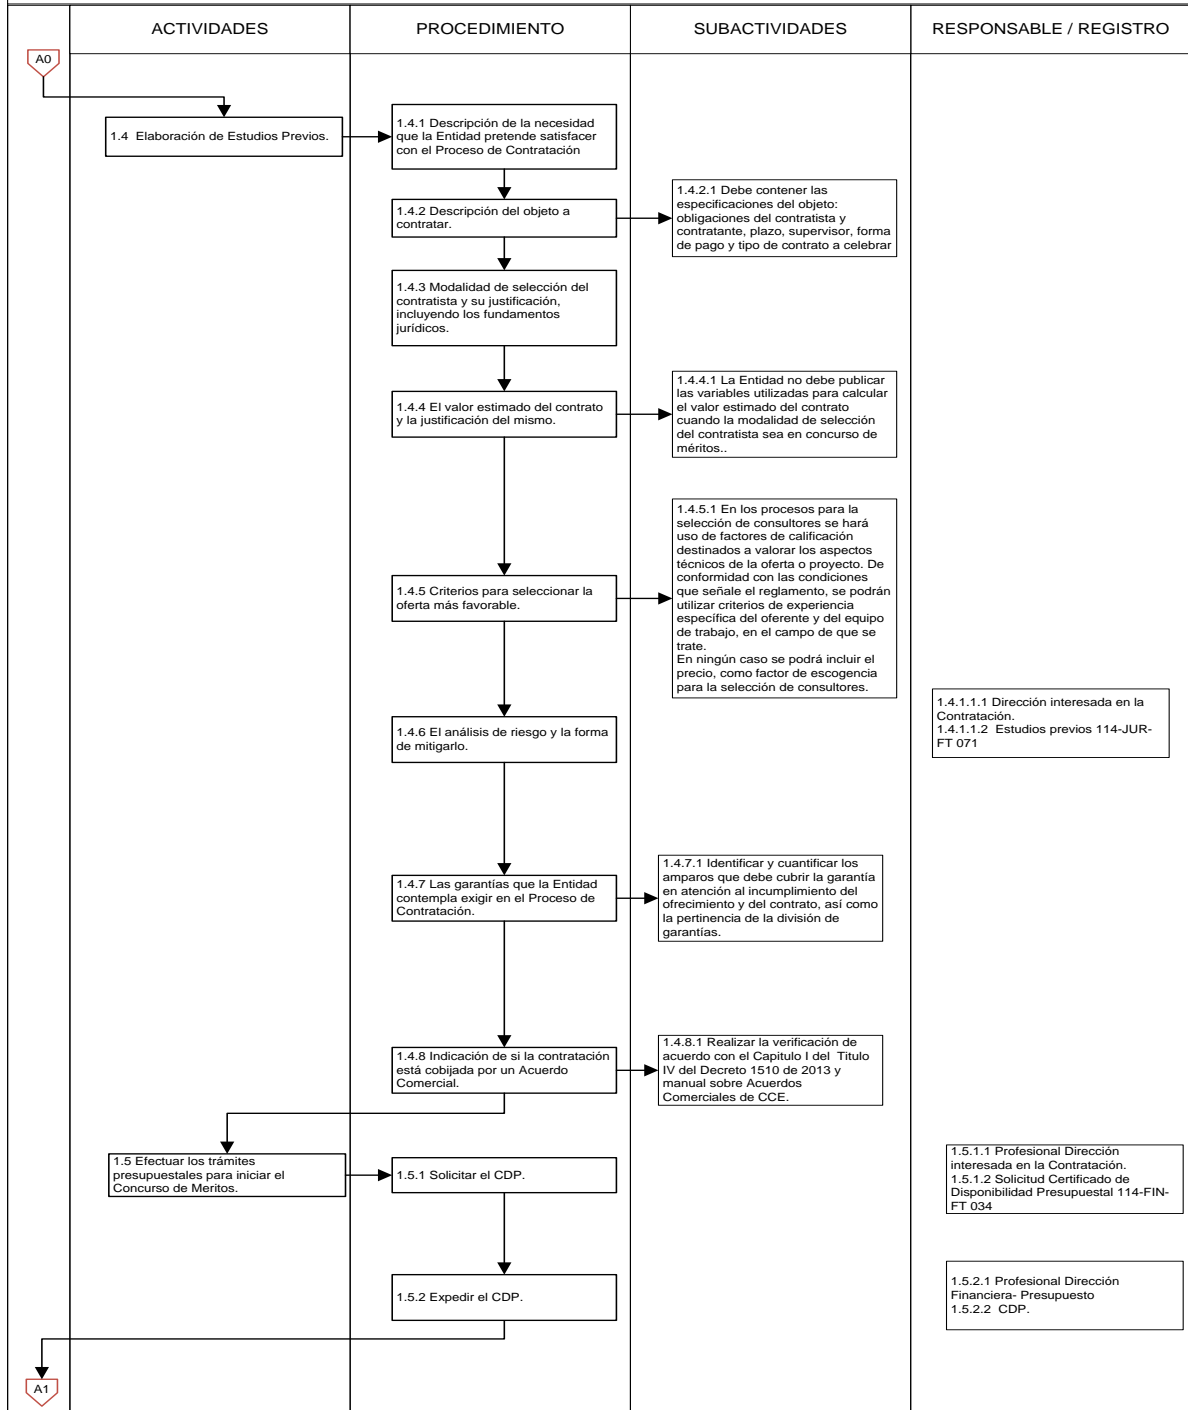 ACTIVIDADES
PROCEDIMIENTO
SUBACTIVIDADES
RESPONSABLE / REGISTRO
A0
1.4 Elaboración de Estudios Previos.
1.4.1 Descripción de la necesidad
que la Entidad pretende satisfacer
con el Proceso de Contratación
1.4.2 Descripción del objeto a
contratar.
1.4.2.1 Debe contener las
especificaciones del objeto:
obligaciones del contratista y
contratante, plazo, supervisor, forma
de pago y tipo de contrato a celebrar
1.4.3 Modalidad de selección del
contratista y su justificación,
incluyendo los fundamentos
jurídicos.
1.4.4 El valor estimado del contrato
y la justificación del mismo.
1.4.4.1 La Entidad no debe publicar
las variables utilizadas para calcular
el valor estimado del contrato
cuando la modalidad de selección
del contratista sea en concurso de
méritos..
1.4.5 Criterios para seleccionar la
oferta más favorable.
1.4.5.1 En los procesos para la
selección de consultores se hará
uso de factores de calificación
destinados a valorar los aspectos
técnicos de la oferta o proyecto. De
conformidad con las condiciones
que señale el reglamento, se podrán
utilizar criterios de experiencia
específica del oferente y del equipo
de trabajo, en el campo de que se
trate.
En ningún caso se podrá incluir el
precio, como factor de escogencia
para la selección de consultores.
1.4.6 El análisis de riesgo y la forma
de mitigarlo.
1.4.1.1.1 Dirección interesada en la
Contratación.
1.4.1.1.2 Estudios previos 114-JUR-
FT 071
1.4.7 Las garantías que la Entidad
contempla exigir en el Proceso de
Contratación.
1.4.7.1 Identificar y cuantificar los
amparos que debe cubrir la garantía
en atención al incumplimiento del
ofrecimiento y del contrato, así como
la pertinencia de la división de
garantías.
1.4.8 Indicación de si la contratación
está cobijada por un Acuerdo
Comercial.
1.4.8.1 Realizar la verificación de
acuerdo con el Capitulo I del Titulo
IV del Decreto 1510 de 2013 y
manual sobre Acuerdos
Comerciales de CCE.
1.5 Efectuar los trámites
presupuestales para iniciar el
Concurso de Meritos.
1.5.1 Solicitar el CDP.
1.5.1.1 Profesional Dirección
interesada en la Contratación.
1.5.1.2 Solicitud Certificado de
Disponibilidad Presupuestal 114-FIN-
FT 034
1.5.2 Expedir el CDP.
1.5.2.1 Profesional Dirección
Financiera- Presupuesto
1.5.2.2 CDP.
A1